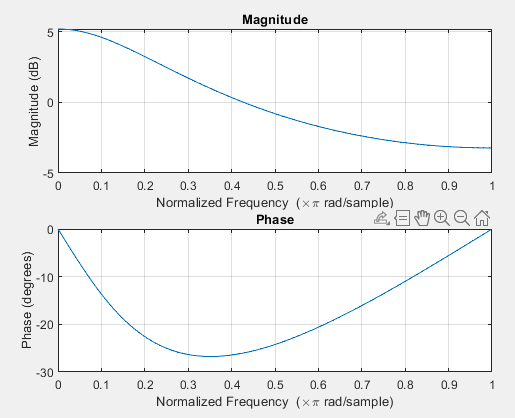 Magnitude
5
0
-5
Magnitude (dB)
0 0.1 0.2 0.3 0.4 0.5 0.6 0.7 0.8 0.9 1
Normalized Frequency (×π rad/sample)
Phase
0
-10
-20
-30
Phase (degrees)
0 0.1 0.2 0.3 0.4 0.5 0.6 0.7 0.8 0.9 1
Normalized Frequency (×π rad/sample)